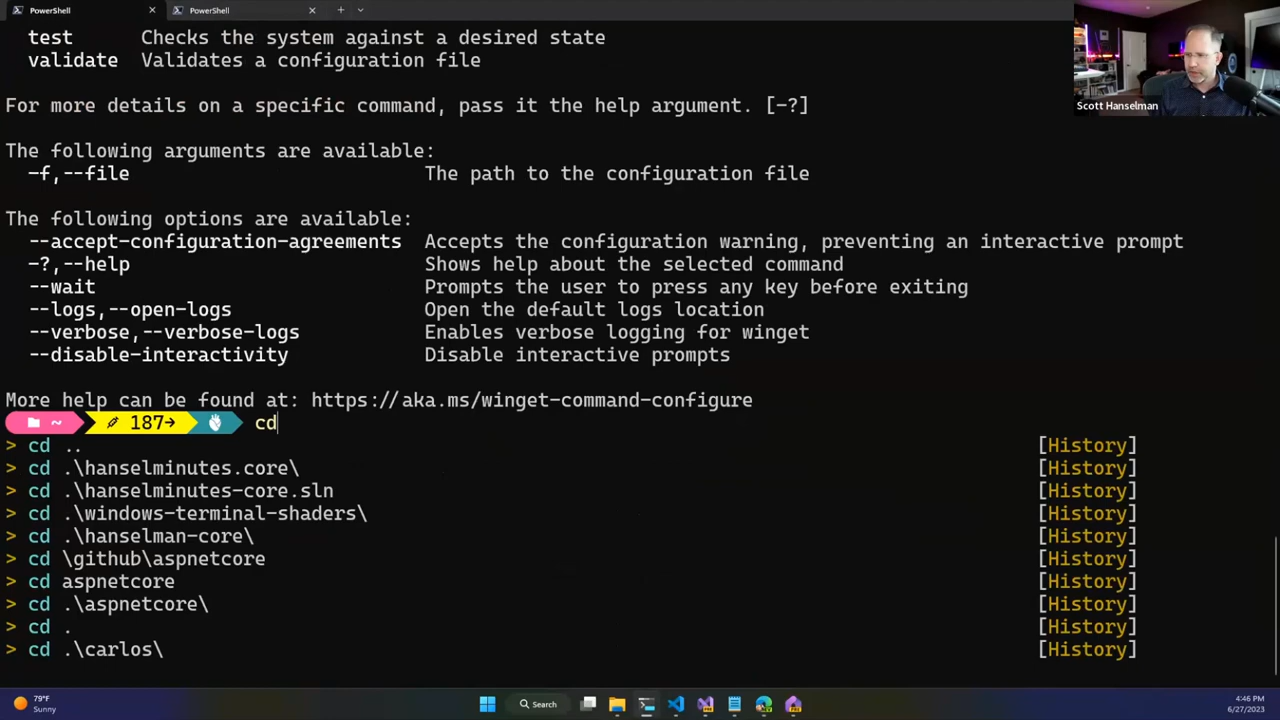 PowerShell
PowerShell
test Checks the system against a desired state
validate Validates a configuration file
For more details on a specific command, pass it the help argument. [-?]
The following arguments are available:
-f,--file The path to the configuration file
The following options are available:
--accept-configuration-agreements Accepts the configuration warning, preventing an interactive prompt
-?,--help Shows help about the selected command
--wait Prompts the user to press any key before exiting
--logs,--open-logs Open the default logs location
--verbose,--verbose-logs Enables verbose logging for winget
--disable-interactivity Disable interactive prompts
More help can be found at: https://aka.ms/winget-command-configure
~ 187→ cd
> cd .. [History]
> cd .\hanselminutes.core\ [History]
> cd .\hanselminutes-core.sln [History]
> cd .\windows-terminal-shaders\ [History]
> cd .\hanselman-core\ [History]
> cd \github\aspnetcore [History]
> cd aspnetcore [History]
> cd .\aspnetcore\ [History]
> cd . [History]
> cd .\carlos\ [History]
Scott Hanselman
79°F
Sunny
Search
4:46 PM
6/27/2023